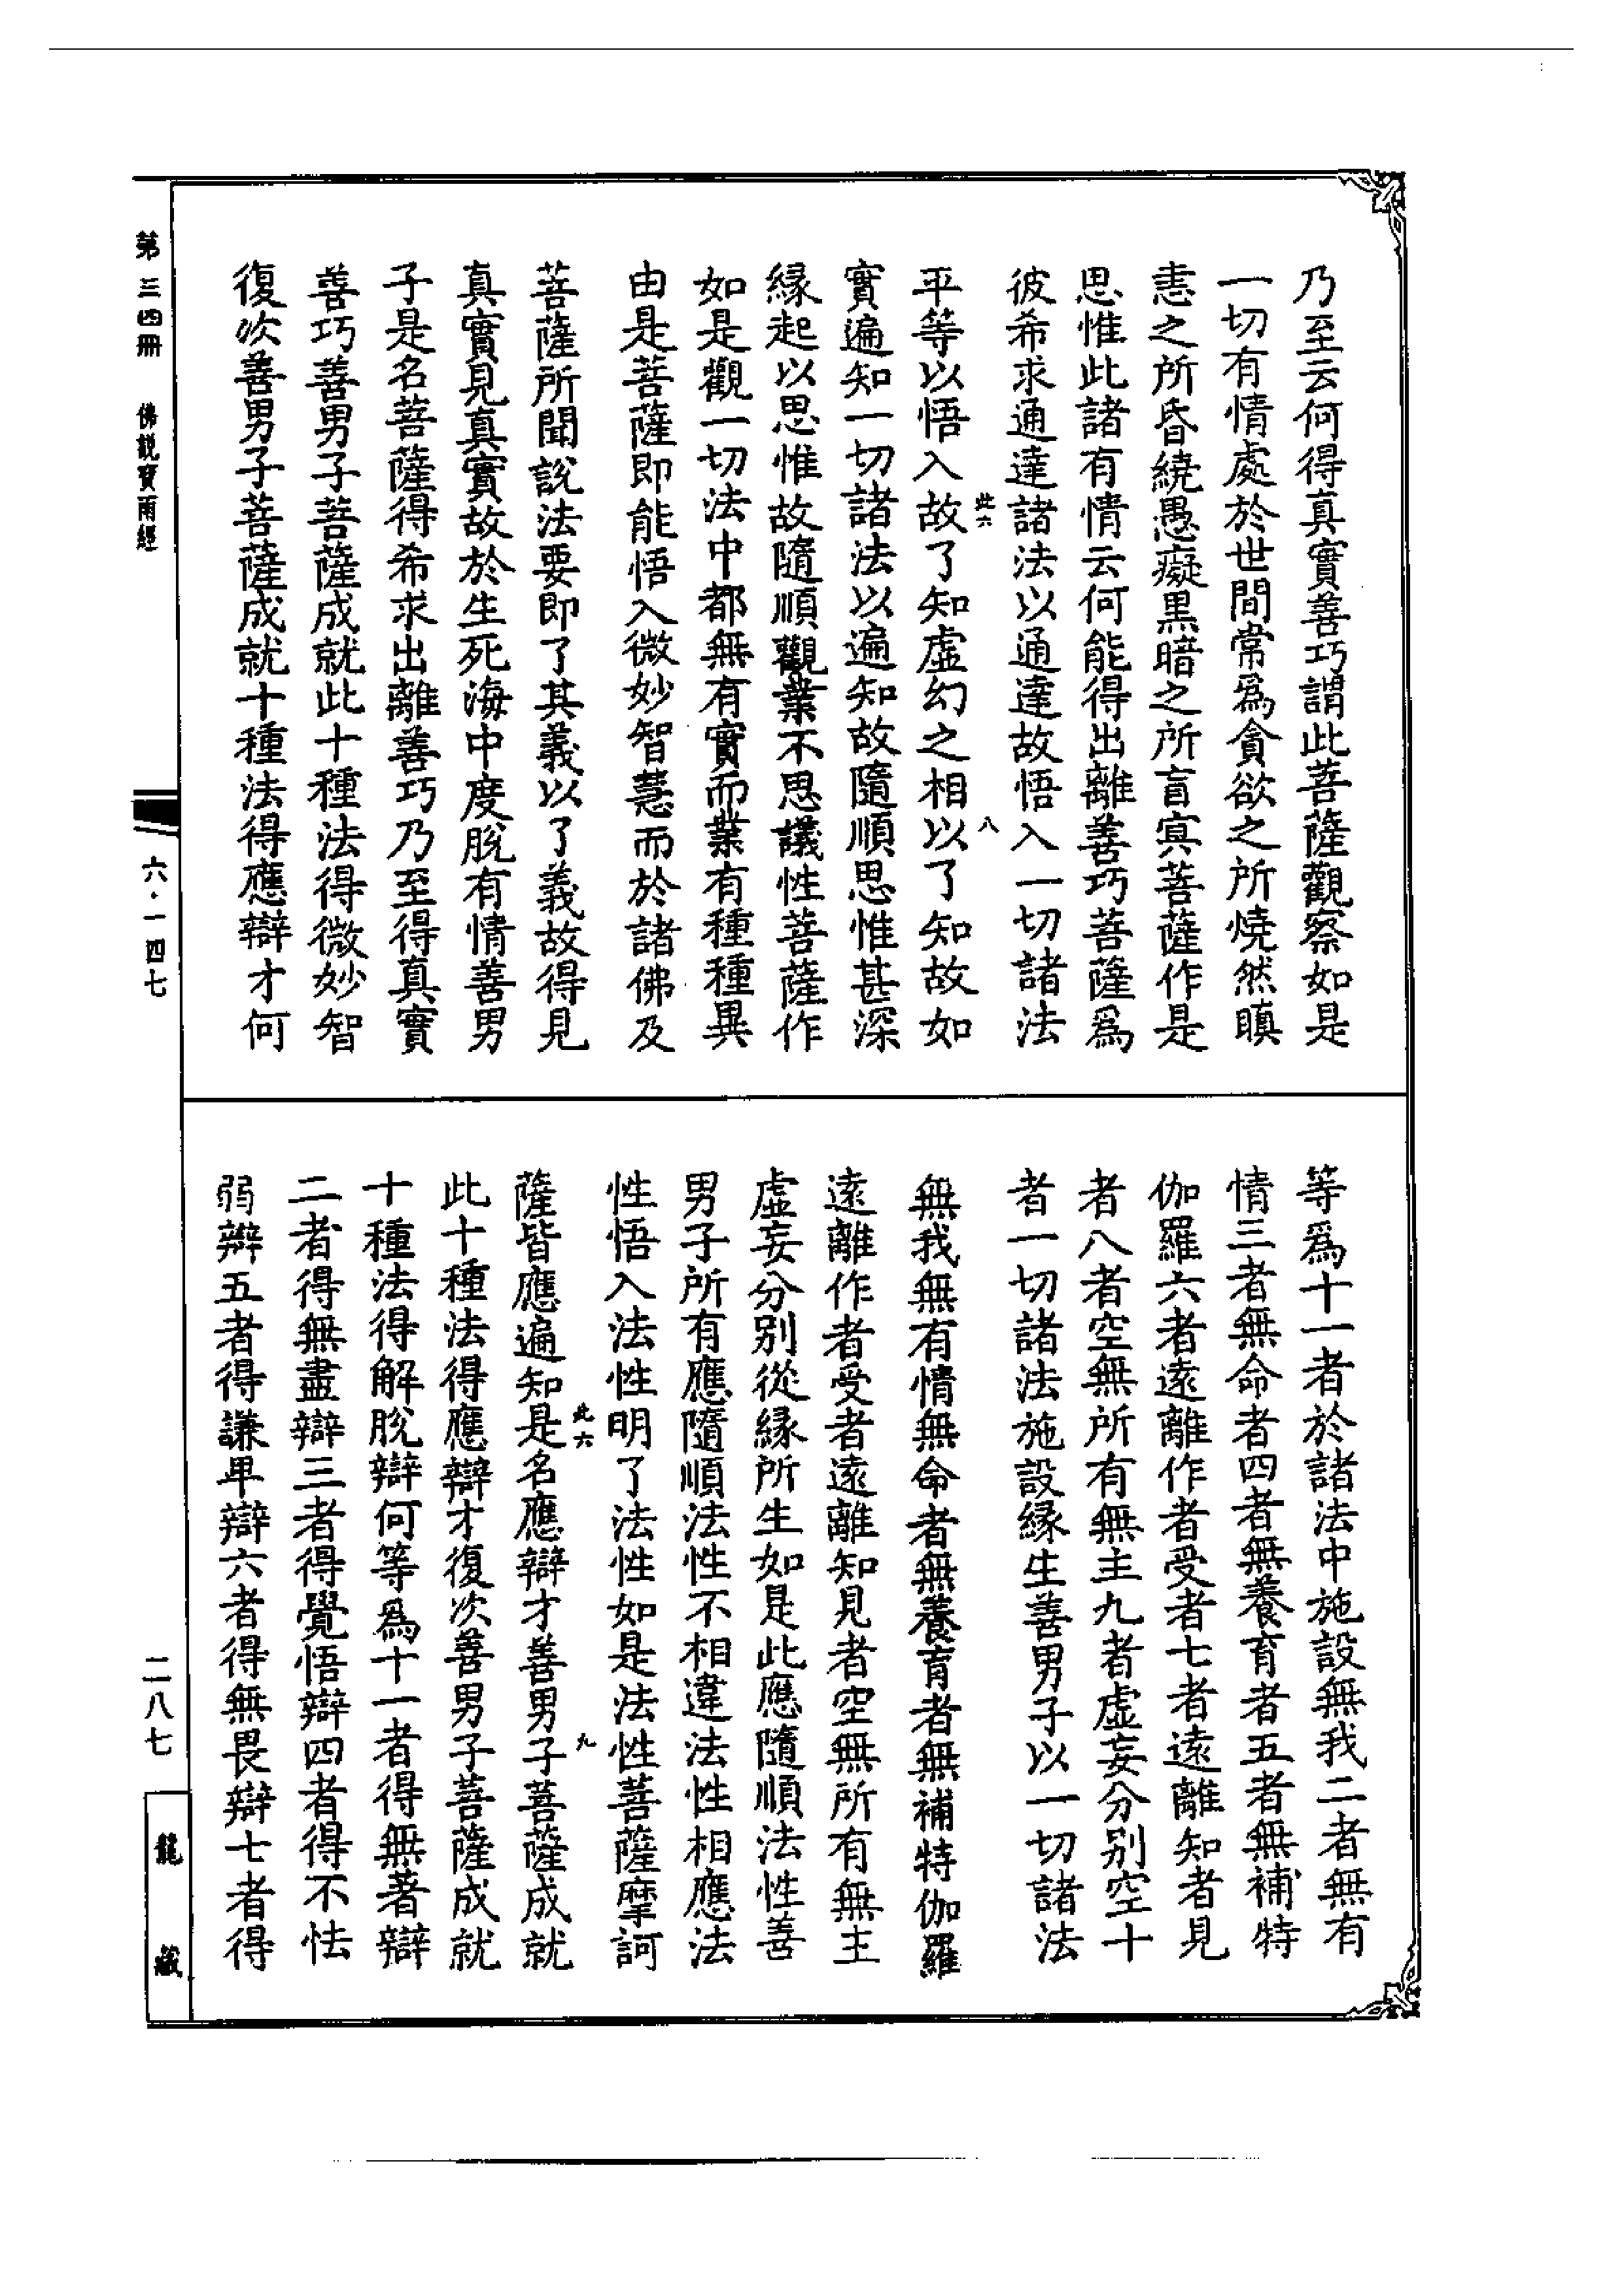 乃至云何得真實善巧謂此菩薩觀察如是
一切有情處於世間常為貪欲之所燒然瞋
恚之所昏繞愚癡黑暗之所盲㝠菩薩作是
思惟此諸有情云何能得出離善巧菩薩為
彼希求通達諸法以通達故悟入一切諸法
平等以悟入故了知虛幻之相以了知故如
實遍知一切諸法以遍知故隨順思惟甚深
緣起以思惟故隨順觀業不思議性菩薩作
如是觀一切法中都無有實而業有種種異
由是菩薩即能悟入微妙智慧而於諸佛及
菩薩所聞說法要即了其義以了義故得見
真實見真實故於生死海中度脫有情善男
子是名菩薩得希求出離善巧乃至得真實
善巧善男子菩薩成就此十種法得微妙智
復次善男子菩薩成就十種法得應辯才何
此六
八
等為十一者於諸法中施設無我二者無有
情三者無命者四者無養育者五者無補特
伽羅六者遠離作者受者七者遠離知者見
者八者空無所有無主九者虛妄分別空十
者一切諸法施設緣生善男子以一切諸法
無我無有情無命者無養育者無補特伽羅
遠離作者受者遠離知見者空無所有無主
虛妄分別從緣所生如是此應隨順法性善
男子所有應隨順法性不相違法性相應法
性悟入法性明了法性如是法性菩薩摩訶
薩皆應遍知是名應辯才善男子菩薩成就
此十種法得應辯才復次善男子菩薩成就
十種法得解脫辯何等為十一者得無著辯
二者得無盡辯三者得覺悟辯四者得不怯
弱辯五者得謙卑辯六者得無畏辯七者得
此六
九
第三四冊 佛說寶雨經
六·一四七
二八七
龍藏